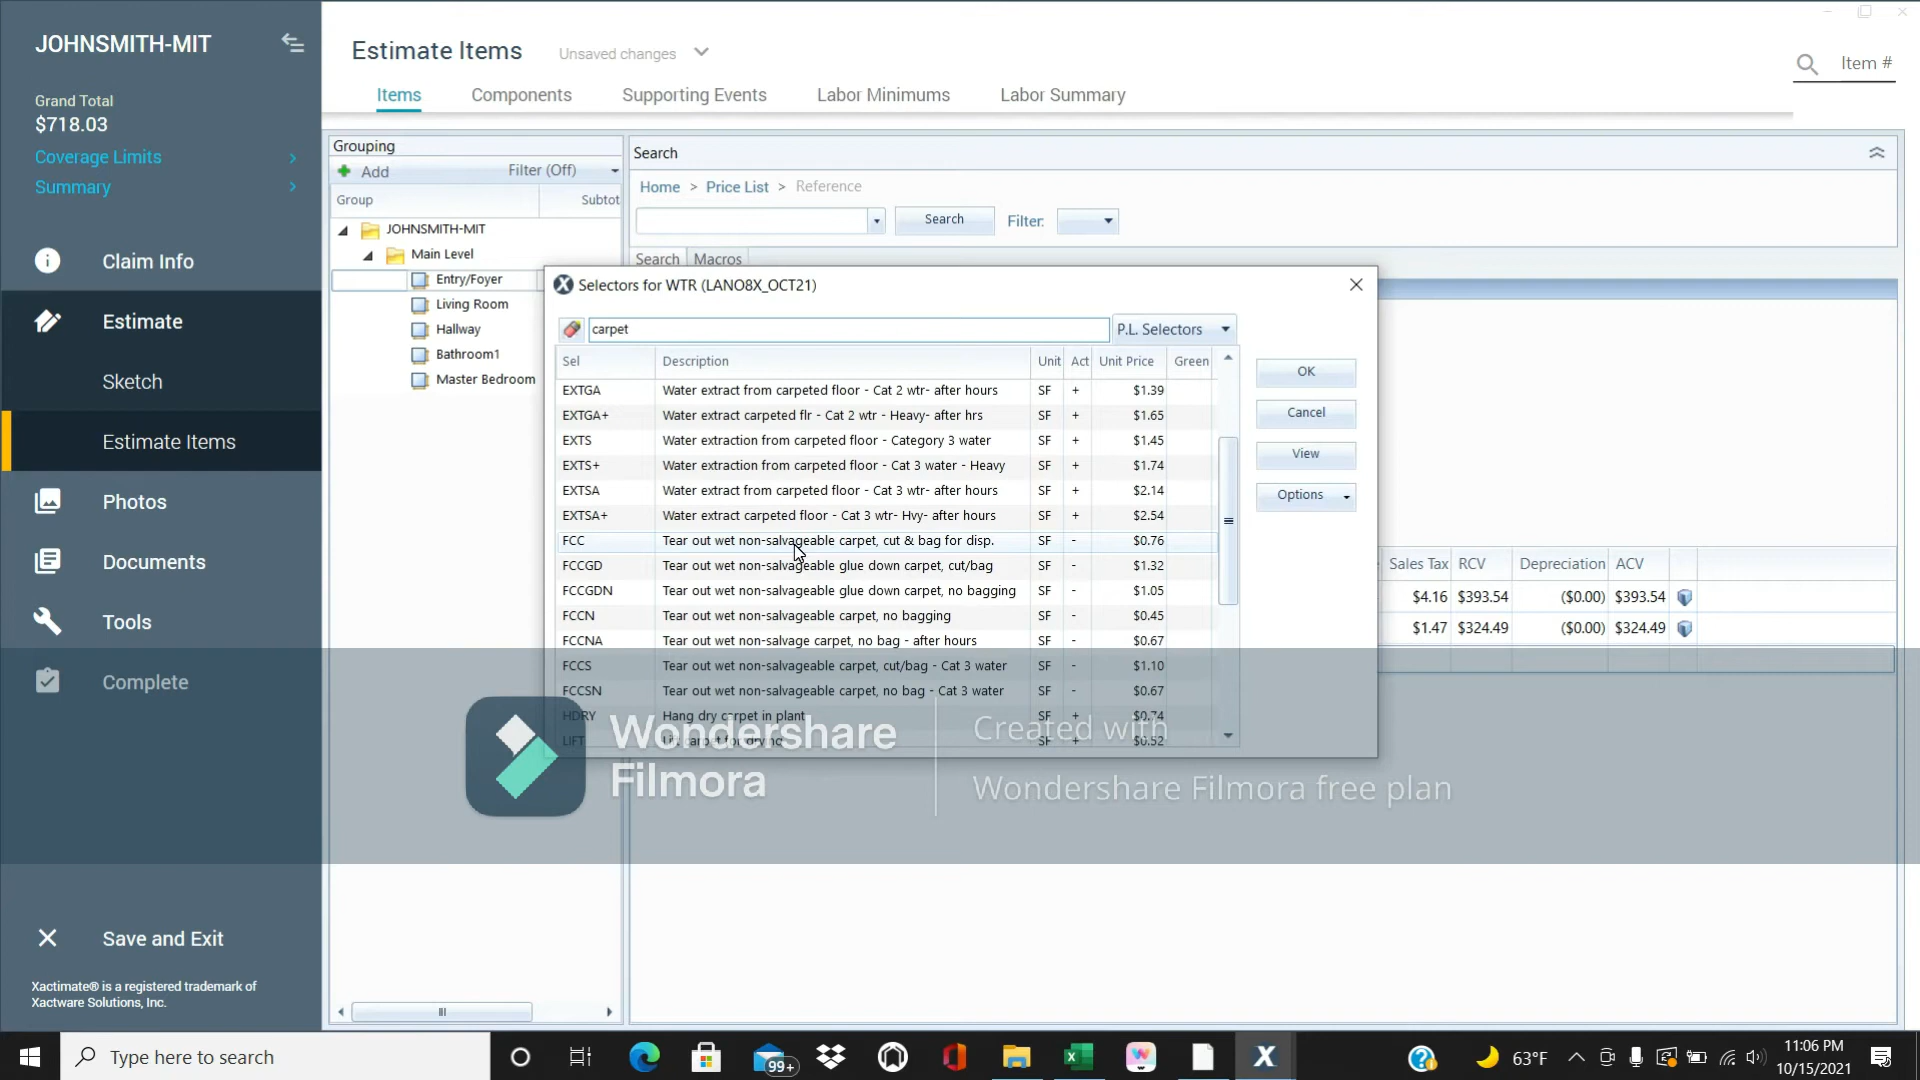 JOHNSMITH-MIT
Grand Total
$718.03
Coverage Limits
Summary
Claim Info
Estimate
Sketch
Estimate Items
Photos
Documents
Tools
Complete
Save and Exit
Xactimate® is a registered trademark of
Xactware Solutions, Inc.
Estimate Items
Unsaved changes
Item #
Items
Components
Supporting Events
Labor Minimums
Labor Summary
Grouping
Add
Filter (Off)
Group
Subtot
JOHNSMITH-MIT
Main Level
Entry/Foyer
Living Room
Hallway
Bathroom1
Master Bedroom
Search
Home > Price List > Reference
Search
Filter:
Search
Macros
Selectors for WTR (LANO8X_OCT21)
carpet
P.L. Selectors
Sel Description Unit Act Unit Price Green
EXTGA Water extract from carpeted floor - Cat 2 wtr- after hours SF + $1.39
EXTGA+ Water extract carpeted flr - Cat 2 wtr - Heavy- after hrs SF + $1.65
EXTS Water extraction from carpeted floor - Category 3 water SF + $1.45
EXTS+ Water extraction from carpeted floor - Cat 3 water - Heavy SF + $1.74
EXTSA Water extract from carpeted floor - Cat 3 wtr- after hours SF + $2.14
EXTSA+ Water extract carpeted floor - Cat 3 wtr- Hvy- after hours SF + $2.54
FCC Tear out wet non-salvageable carpet, cut & bag for disp. SF - $0.76
FCCGD Tear out wet non-salvageable glue down carpet, cut/bag SF - $1.32
FCCGDN Tear out wet non-salvageable glue down carpet, no bagging SF - $1.05
FCCN Tear out wet non-salvageable carpet, no bagging SF - $0.45
FCCNA Tear out wet non-salvage carpet, no bag - after hours SF - $0.67
FCCS Tear out wet non-salvageable carpet, cut/bag - Cat 3 water SF - $1.10
FCCSN Tear out wet non-salvageable carpet, no bag - Cat 3 water SF - $0.67
HDRY Hang dry carpet in plant SF + $0.74
LIFT Lift carpet for drying SF + $0.52
OK
Cancel
View
Options
Sales Tax RCV Depreciation ACV
$4.16 $393.54 ($0.00) $393.54
$1.47 $324.49 ($0.00) $324.49
Wondershare
Filmora
Created with
Wondershare Filmora free plan
Type here to search
99+
63°F
11:06 PM
10/15/2021